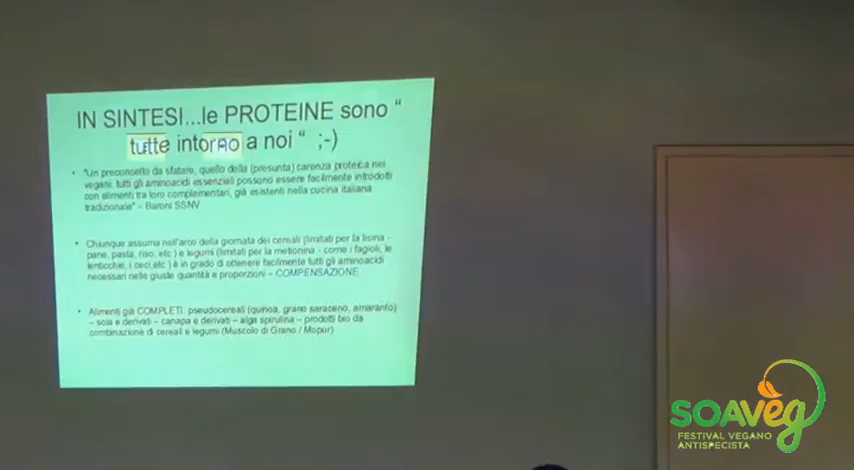 IN SINTESI...le PROTEINE sono “
tutte intorno a noi “ ;-)
• "Un preconcetto da sfatare, quello della (presunta) carenza proteica nei
vegani: tutti gli aminoacidi essenziali possono essere facilmente introdotti
con alimenti tra loro complementari, già esistenti nella cucina italiana
tradizionale" – Baroni SSNV
• Chiunque assuma nell'arco della giornata dei cereali (limitati per la lisina -
pane, pasta, riso, etc ) e legumi (limitati per la metionina - come i fagioli, le
lenticchie, i ceci,etc ) è in grado di ottenere facilmente tutti gli aminoacidi
necessari nelle giuste quantità e proporzioni – COMPENSAZIONE
• Alimenti già COMPLETI: pseudocereali (quinoa, grano saraceno, amaranto)
– soia e derivati – canapa e derivati – alga spirulina – prodotti bio da
combinazione di cereali e legumi (Muscolo di Grano / Mopur)
SOAVEG
FESTIVAL VEGANO
ANTISPECISTA